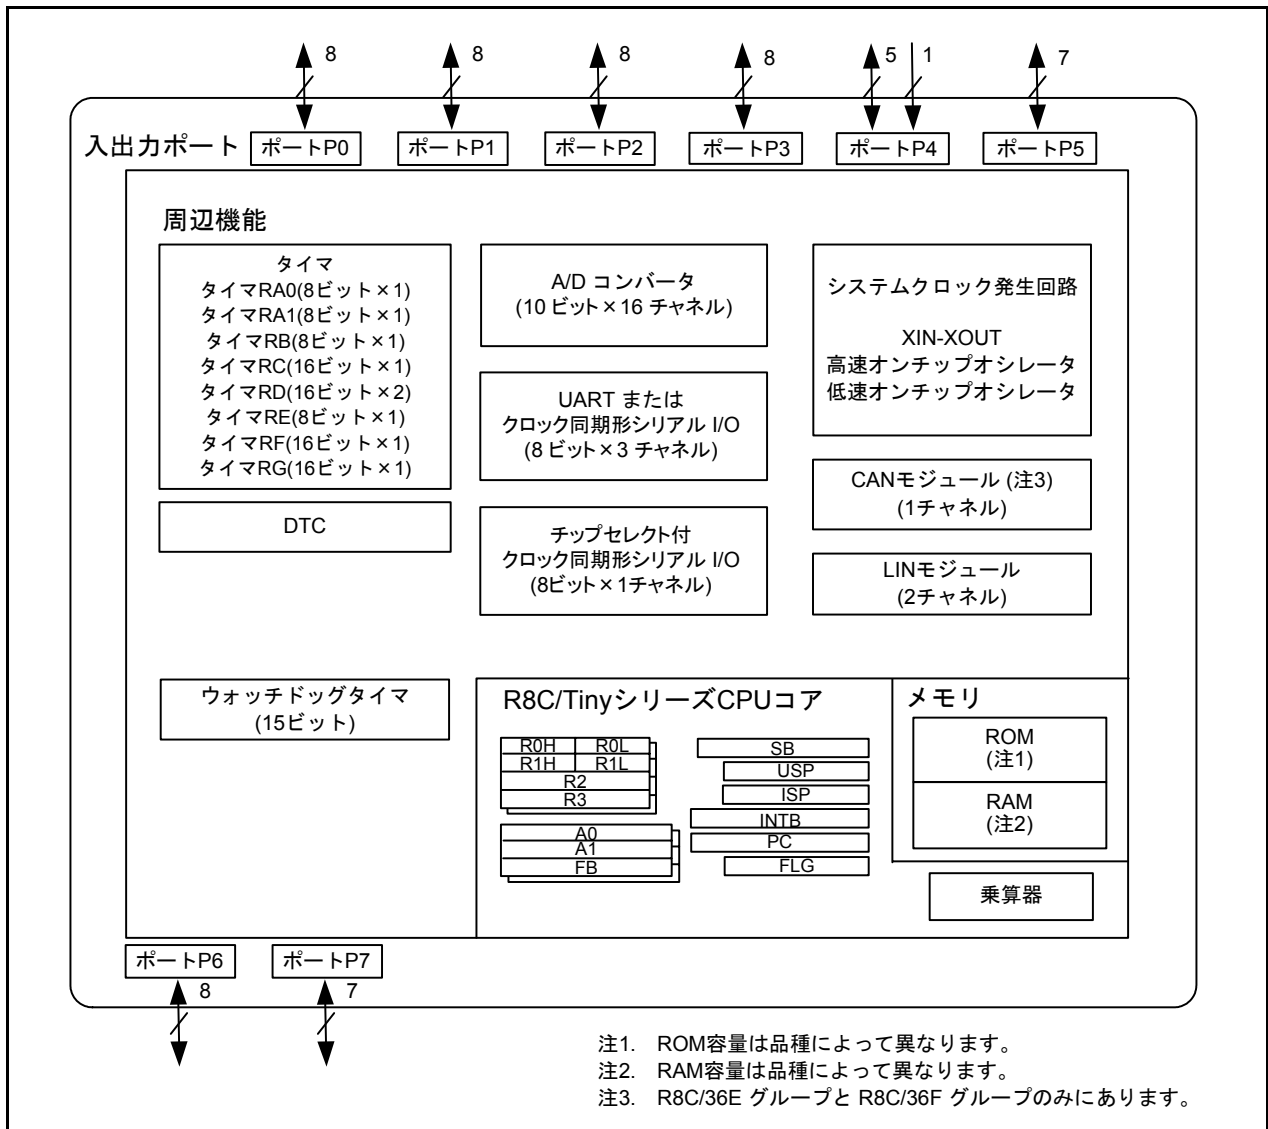 8
8
8
8
5
1
7
入出力ポート
ポートP0
ポートP1
ポートP2
ポートP3
ポートP4
ポートP5
周辺機能
タイマ
タイマRA0(8ビット×1)
タイマRA1(8ビット×1)
タイマRB(8ビット×1)
タイマRC(16ビット×1)
タイマRD(16ビット×2)
タイマRE(8ビット×1)
タイマRF(16ビット×1)
タイマRG(16ビット×1)
DTC
A/D コンバータ
(10 ビット×16 チャネル)
UART または
クロック同期形シリアル I/O
(8 ビット×3 チャネル)
チップセレクト付
クロック同期形シリアル I/O
(8ビット×1チャネル)
システムクロック発生回路
XIN-XOUT
高速オンチップオシレータ
低速オンチップオシレータ
CANモジュール (注3)
(1チャネル)
LINモジュール
(2チャネル)
ウォッチドッグタイマ
(15ビット)
R8C/TinyシリーズCPUコア
R0H
R0L
R1H
R1L
R2
R3
A0
A1
FB
SB
USP
ISP
INTB
PC
FLG
メモリ
ROM
(注1)
RAM
(注2)
乗算器
ポートP6
ポートP7
8
7
注1. ROM容量は品種によって異なります。
注2. RAM容量は品種によって異なります。
注3. R8C/36E グループと R8C/36F グループのみにあります。